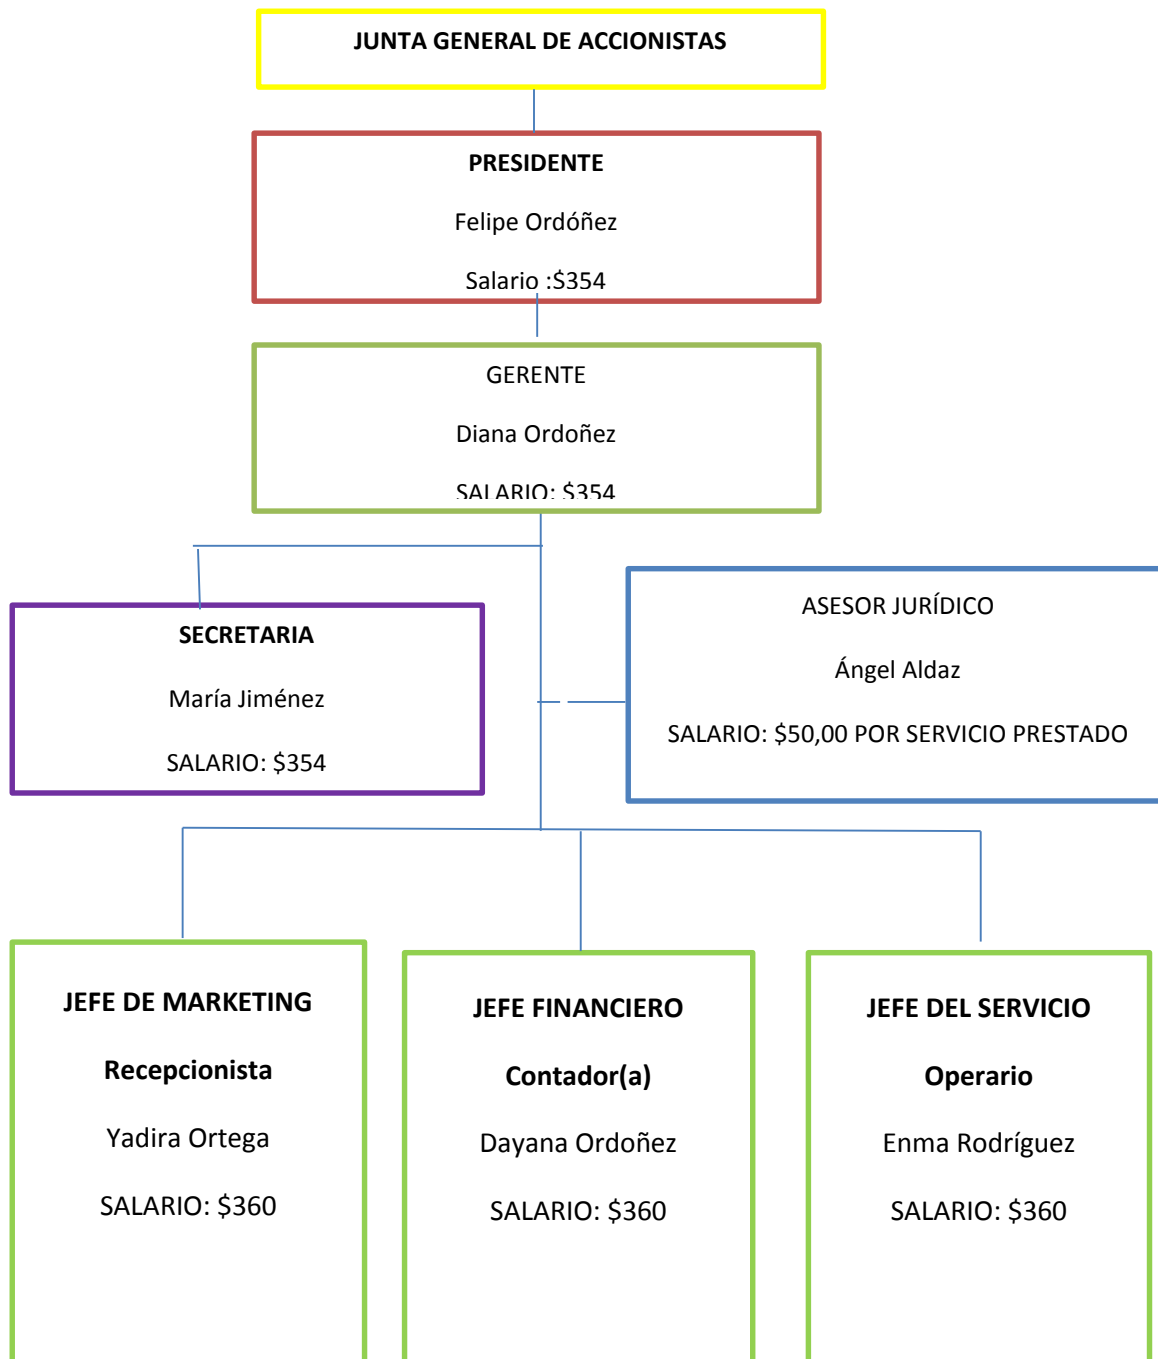 JUNTA GENERAL DE ACCIONISTAS
PRESIDENTE
Felipe Ordóñez
Salario :$354
GERENTE
Diana Ordoñez
SALARIO: $354
SECRETARIA
María Jiménez
SALARIO: $354
ASESOR JURÍDICO
Ángel Aldaz
SALARIO: $50,00 POR SERVICIO PRESTADO
JEFE DE MARKETING
Recepcionista
Yadira Ortega
SALARIO: $360
JEFE FINANCIERO
Contador(a)
Dayana Ordoñez
SALARIO: $360
JEFE DEL SERVICIO
Operario
Enma Rodríguez
SALARIO: $360